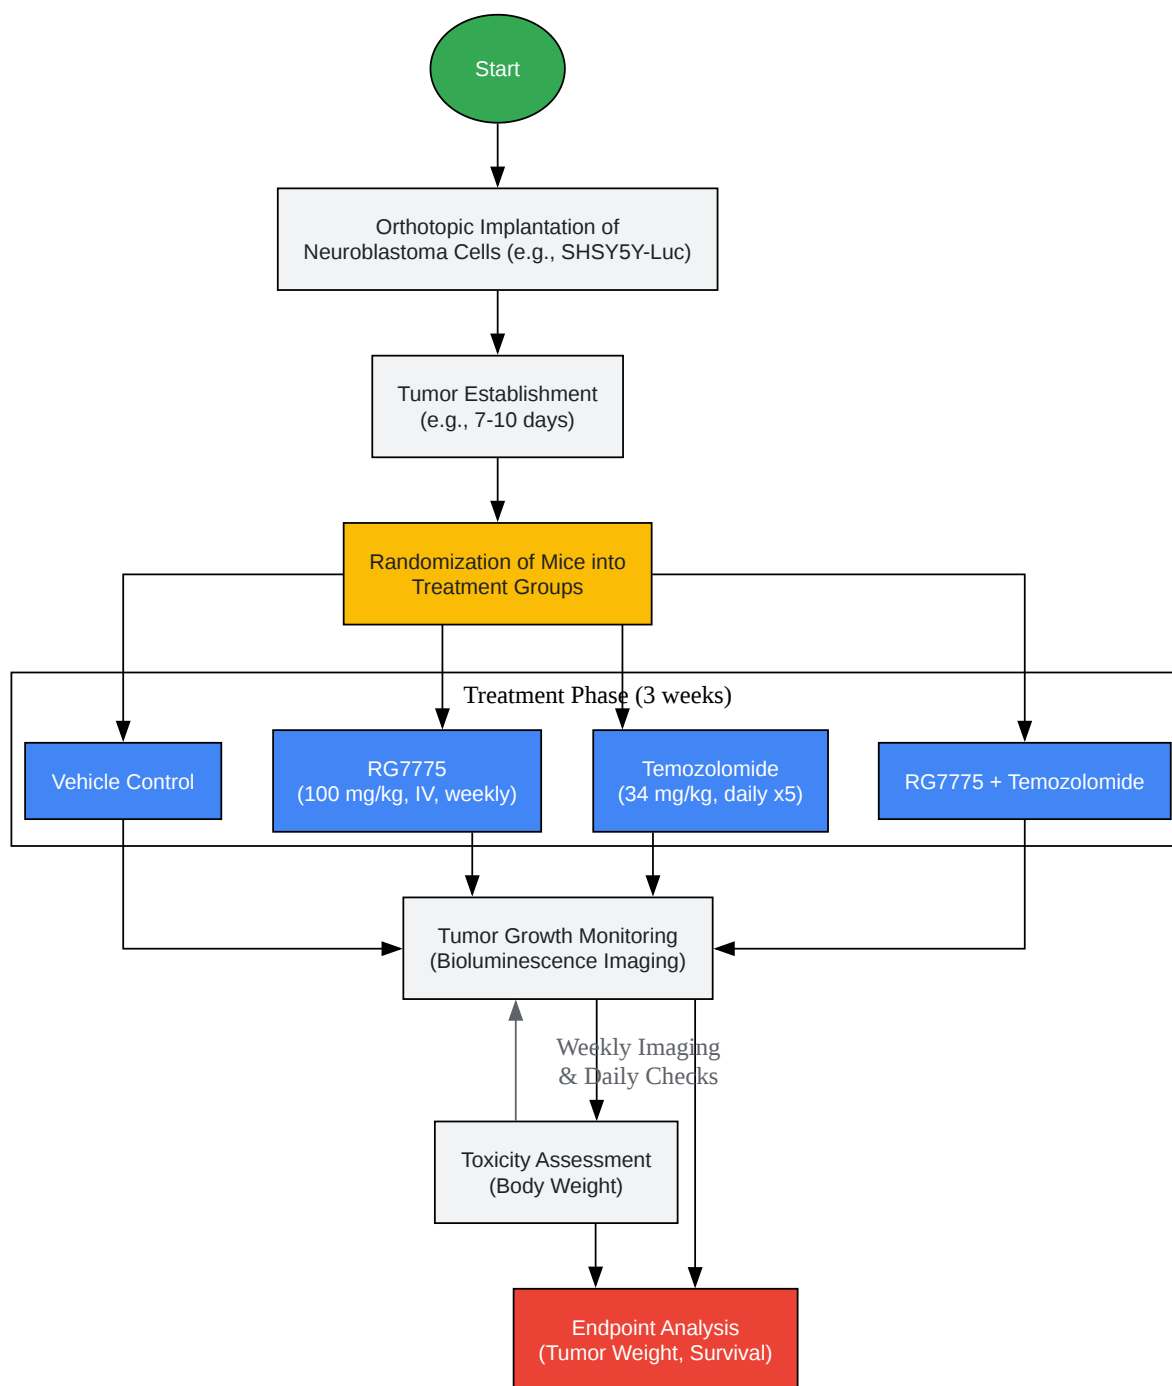 Start
Orthotopic Implantation of
Neuroblastoma Cells (e.g., SHSY5Y-Luc)
Tumor Establishment
(e.g., 7-10 days)
Randomization of Mice into
Treatment Groups
Treatment Phase (3 weeks)
Vehicle Control
RG7775
(100 mg/kg, IV, weekly)
Temozolomide
(34 mg/kg, daily x5)
RG7775 + Temozolomide
Tumor Growth Monitoring
(Bioluminescence Imaging)
Weekly Imaging
& Daily Checks
Toxicity Assessment
(Body Weight)
Endpoint Analysis
(Tumor Weight, Survival)